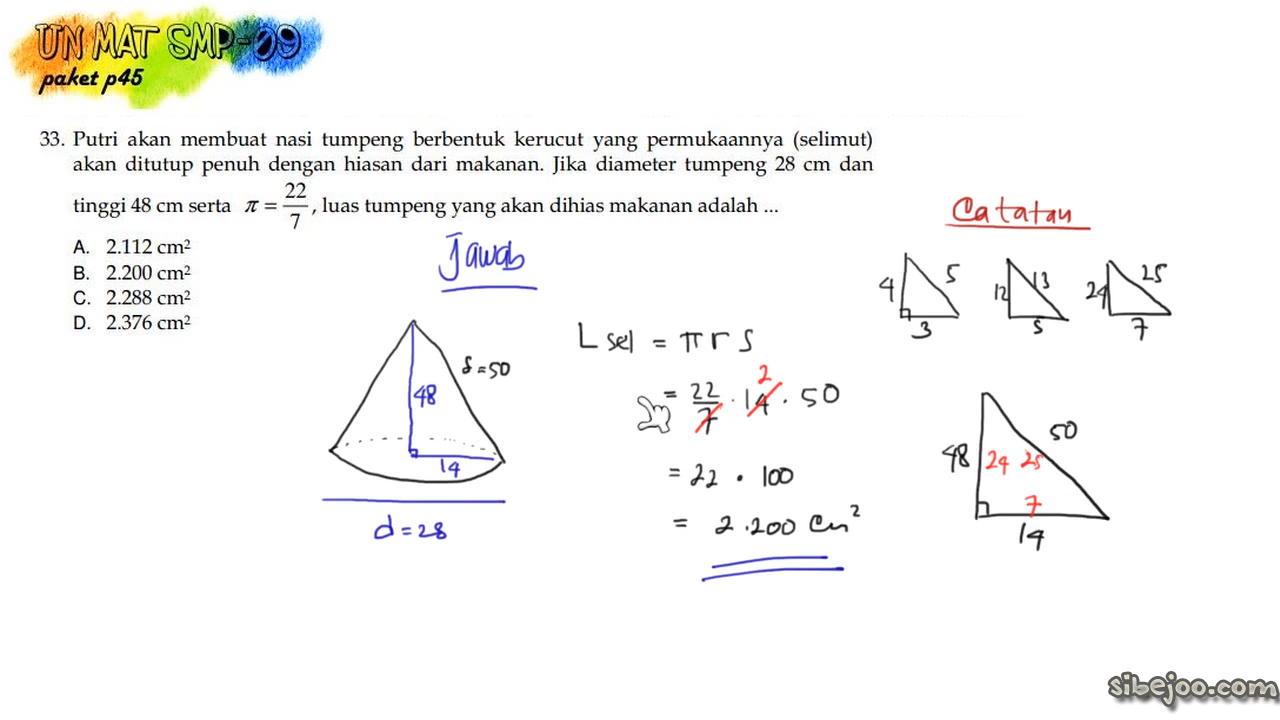 UN MAT SMP-09
paket p45
33. Putri akan membuat nasi tumpeng berbentuk kerucut yang permukaannya (selimut)
akan ditutup penuh dengan hiasan dari makanan. Jika diameter tumpeng 28 cm dan
tinggi 48 cm serta π = 22/7, luas tumpeng yang akan dihias makanan adalah ...
A. 2.112 cm²
B. 2.200 cm²
C. 2.288 cm²
D. 2.376 cm²
Jawab
48
s = 50
14
d = 28
L sel = π r s
= 22/7 . 14 . 50
2
= 22 . 100
= 2.200 cm²
Catatan
4 5
3
12 13
5
24 25
7
48 24 25 50
7
14
sibejoo.com